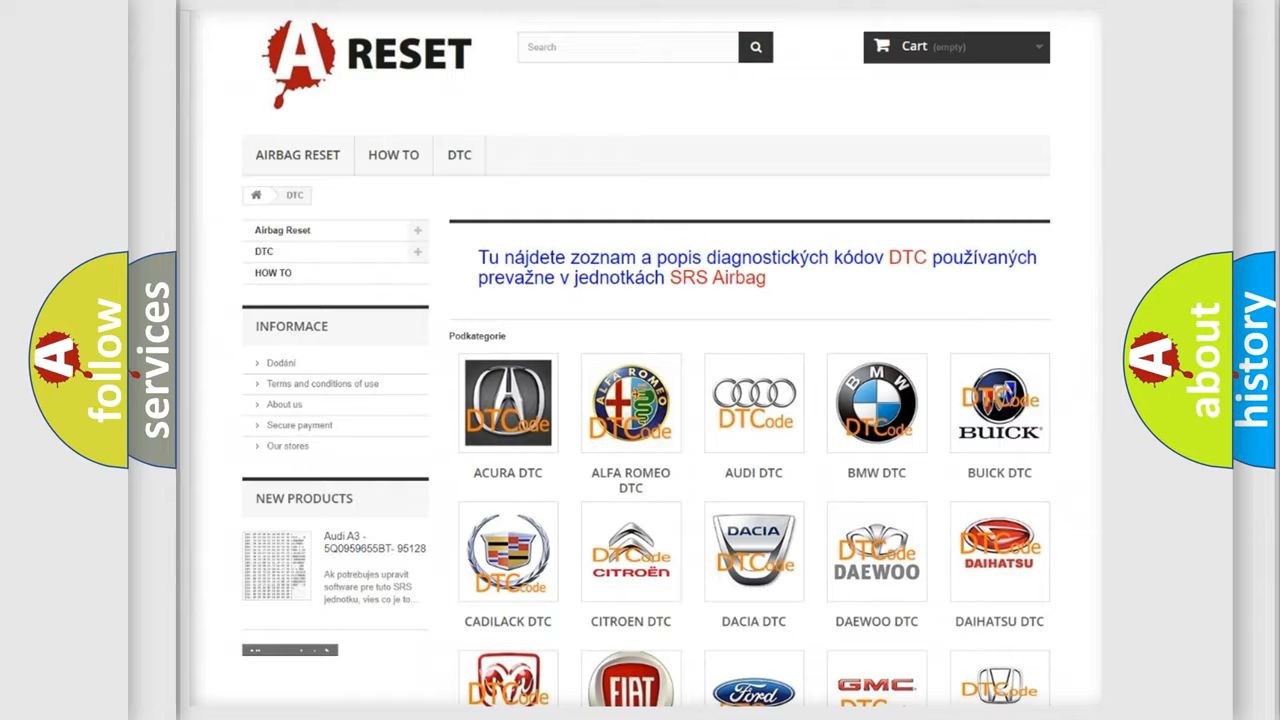 A RESET
Search
Cart (empty)
AIRBAG RESET
HOW TO
DTC
DTC
Airbag Reset
DTC
HOW TO
INFORMACE
Dodání
Terms and conditions of use
About us
Secure payment
Our stores
NEW PRODUCTS
Audi A3 -
5Q0959655BT- 95128
Ak potrebujes upravit
software pre tuto SRS
jednotku, vies co je to...
Tu nájdete zoznam a popis diagnostických kódov DTC používaných
prevažne v jednotkách SRS Airbag
Podkategorie
DTCode
ALFA ROMEO
DTCode
DTCode
BMW
DTCode
DTCode
BUICK
ACURA DTC
ALFA ROMEO
DTC
AUDI DTC
BMW DTC
BUICK DTC
DTCode
DTCode
CITROËN
DACIA
DTCode
DTCode
DAEWOO
DTCode
DAIHATSU
CADILACK DTC
CITROEN DTC
DACIA DTC
DAEWOO DTC
DAIHATSU DTC
DTCode
FIAT
Ford
GMC
DTCode
A follow
services
A about
history